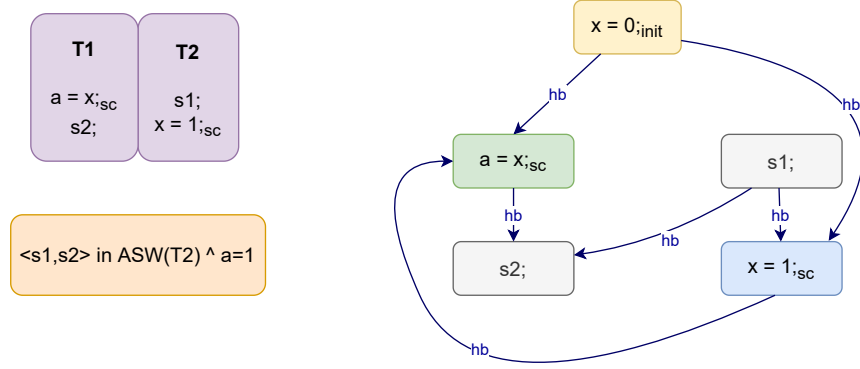 T1
a = x;sc
s2;
T2
s1;
x = 1;sc
<s1,s2> in ASW(T2) ^ a=1
x = 0;init
hb
hb
a = x;sc
s1;
hb
hb
hb
s2;
x = 1;sc
hb